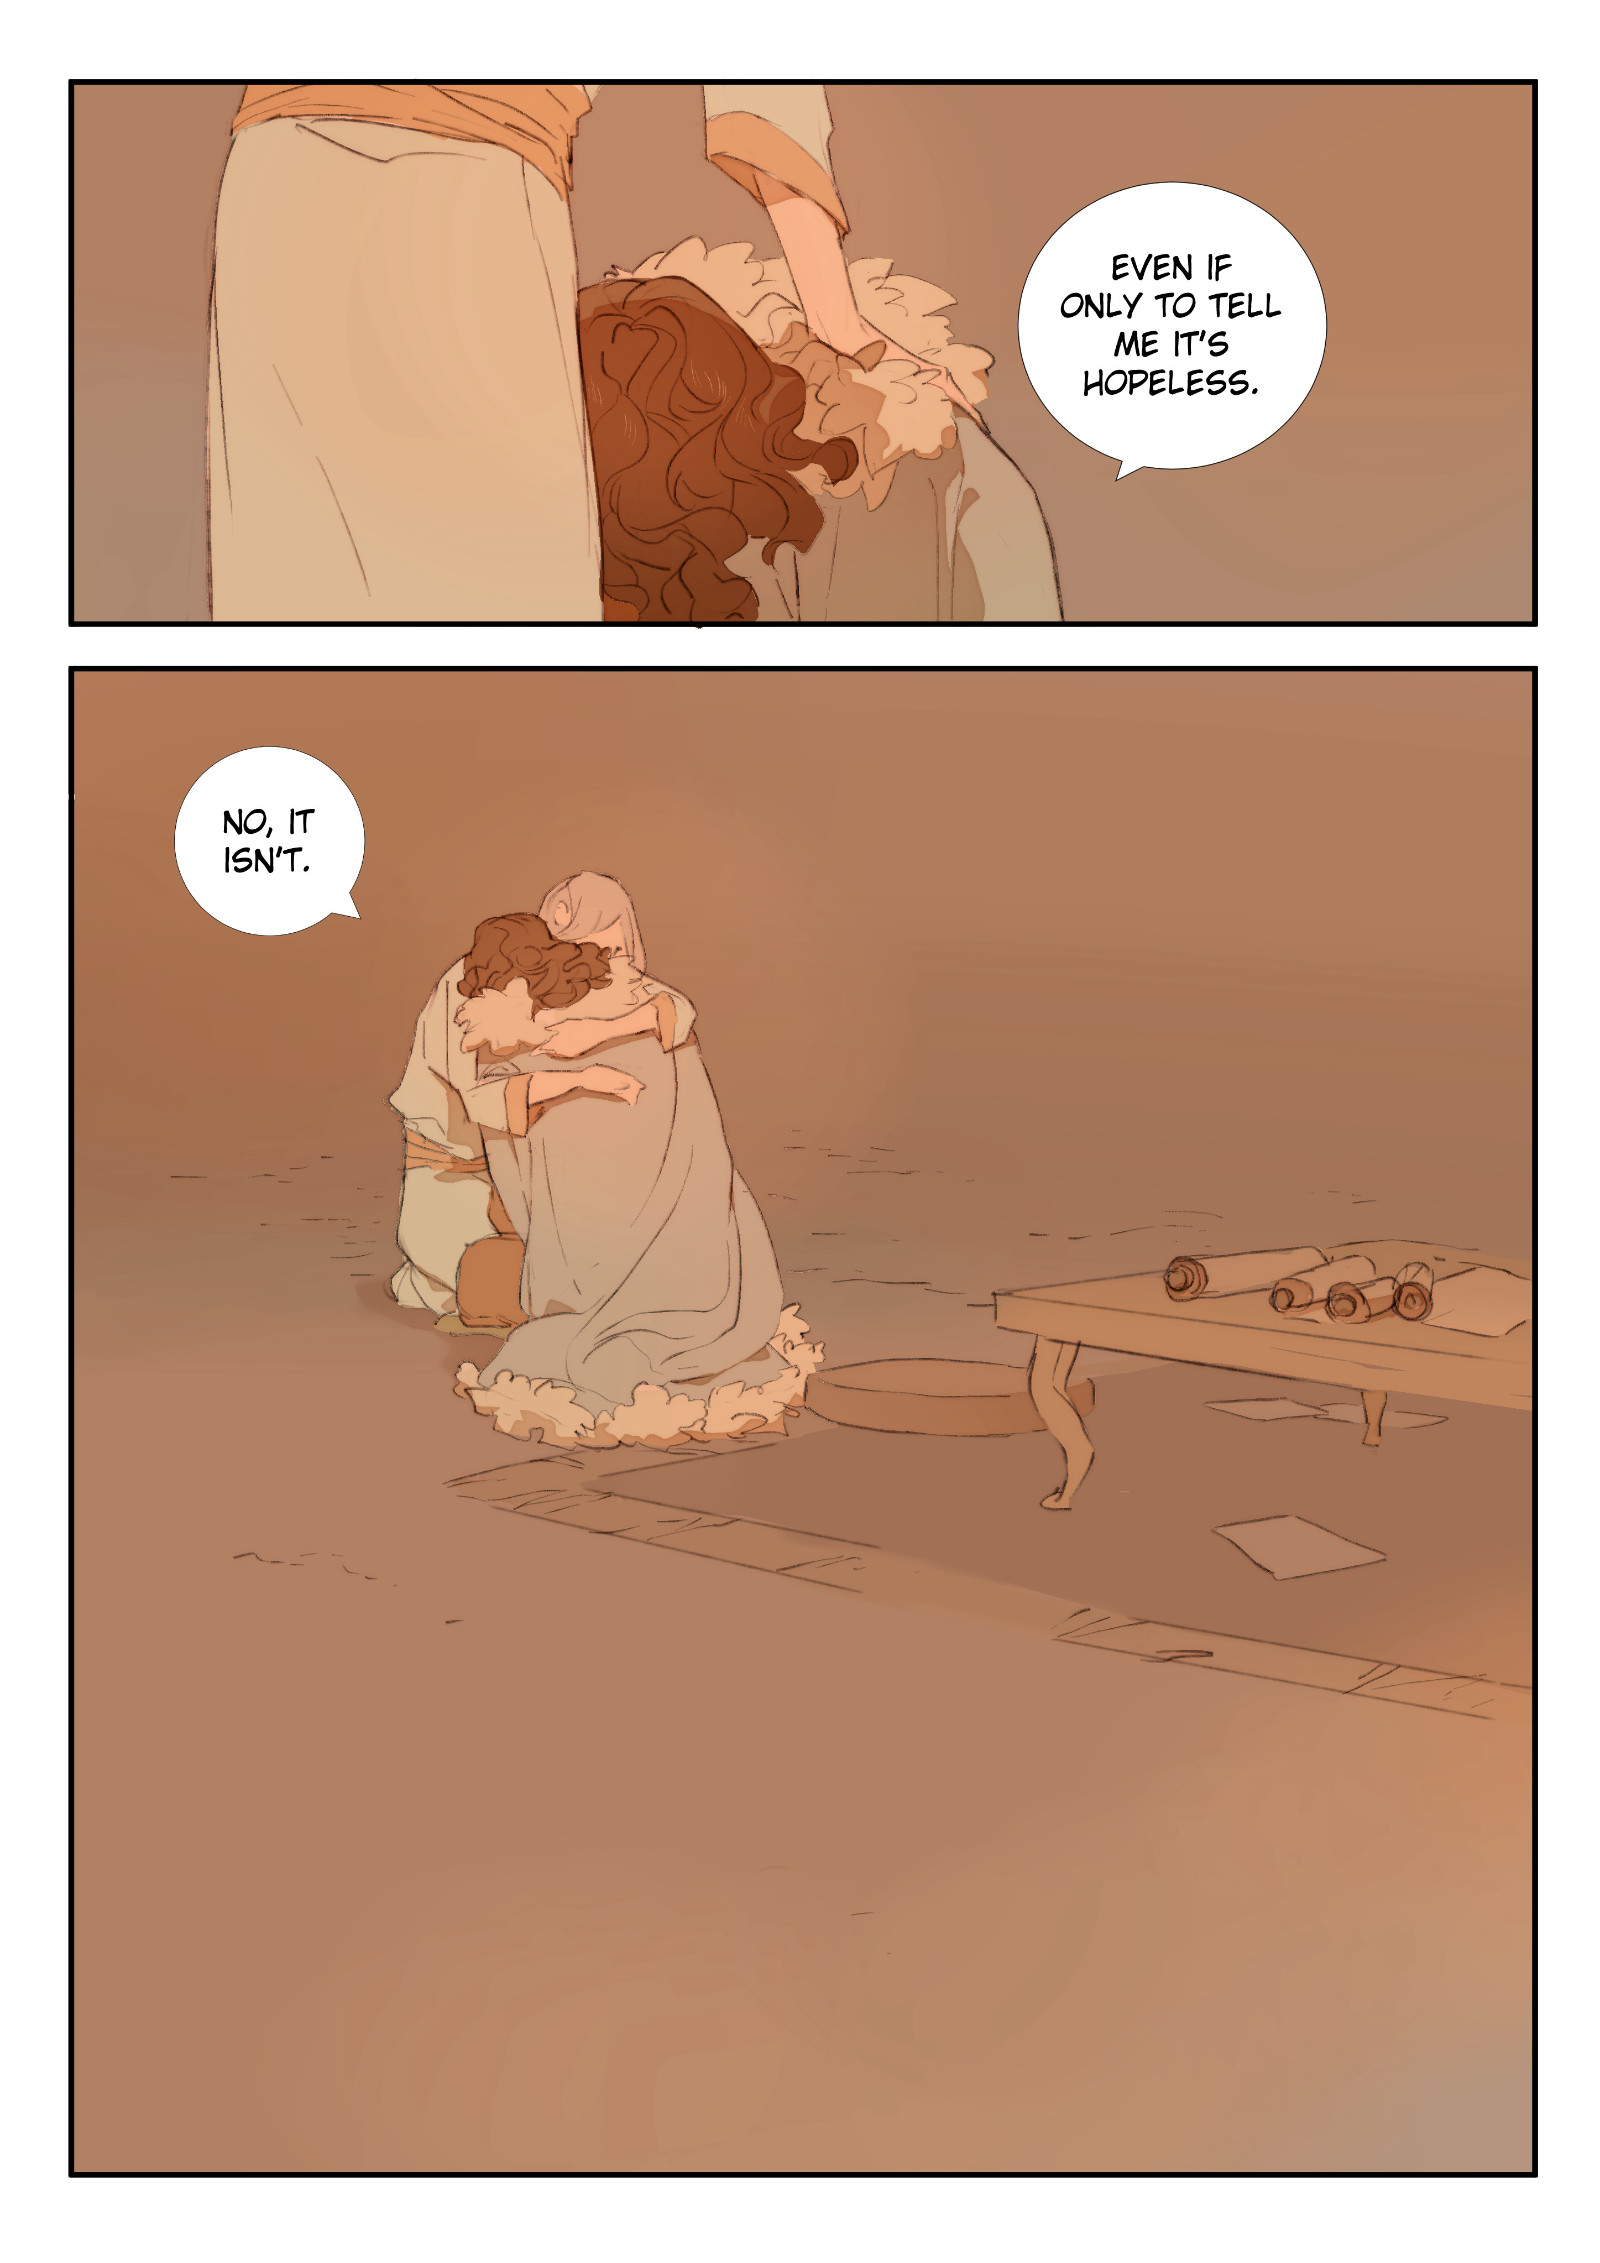 EVEN IF
ONLY TO TELL
ME IT'S
HOPELESS.
NO, IT
ISN'T.